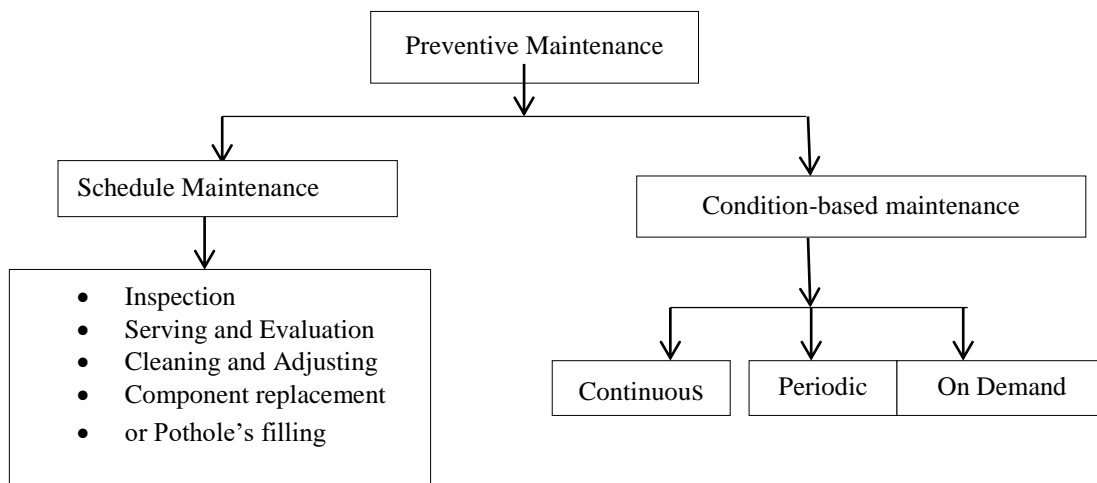 Preventive Maintenance
Schedule Maintenance
Condition-based maintenance
• Inspection
• Serving and Evaluation
• Cleaning and Adjusting
• Component replacement
• or Pothole’s filling
Continuous
Periodic
On Demand